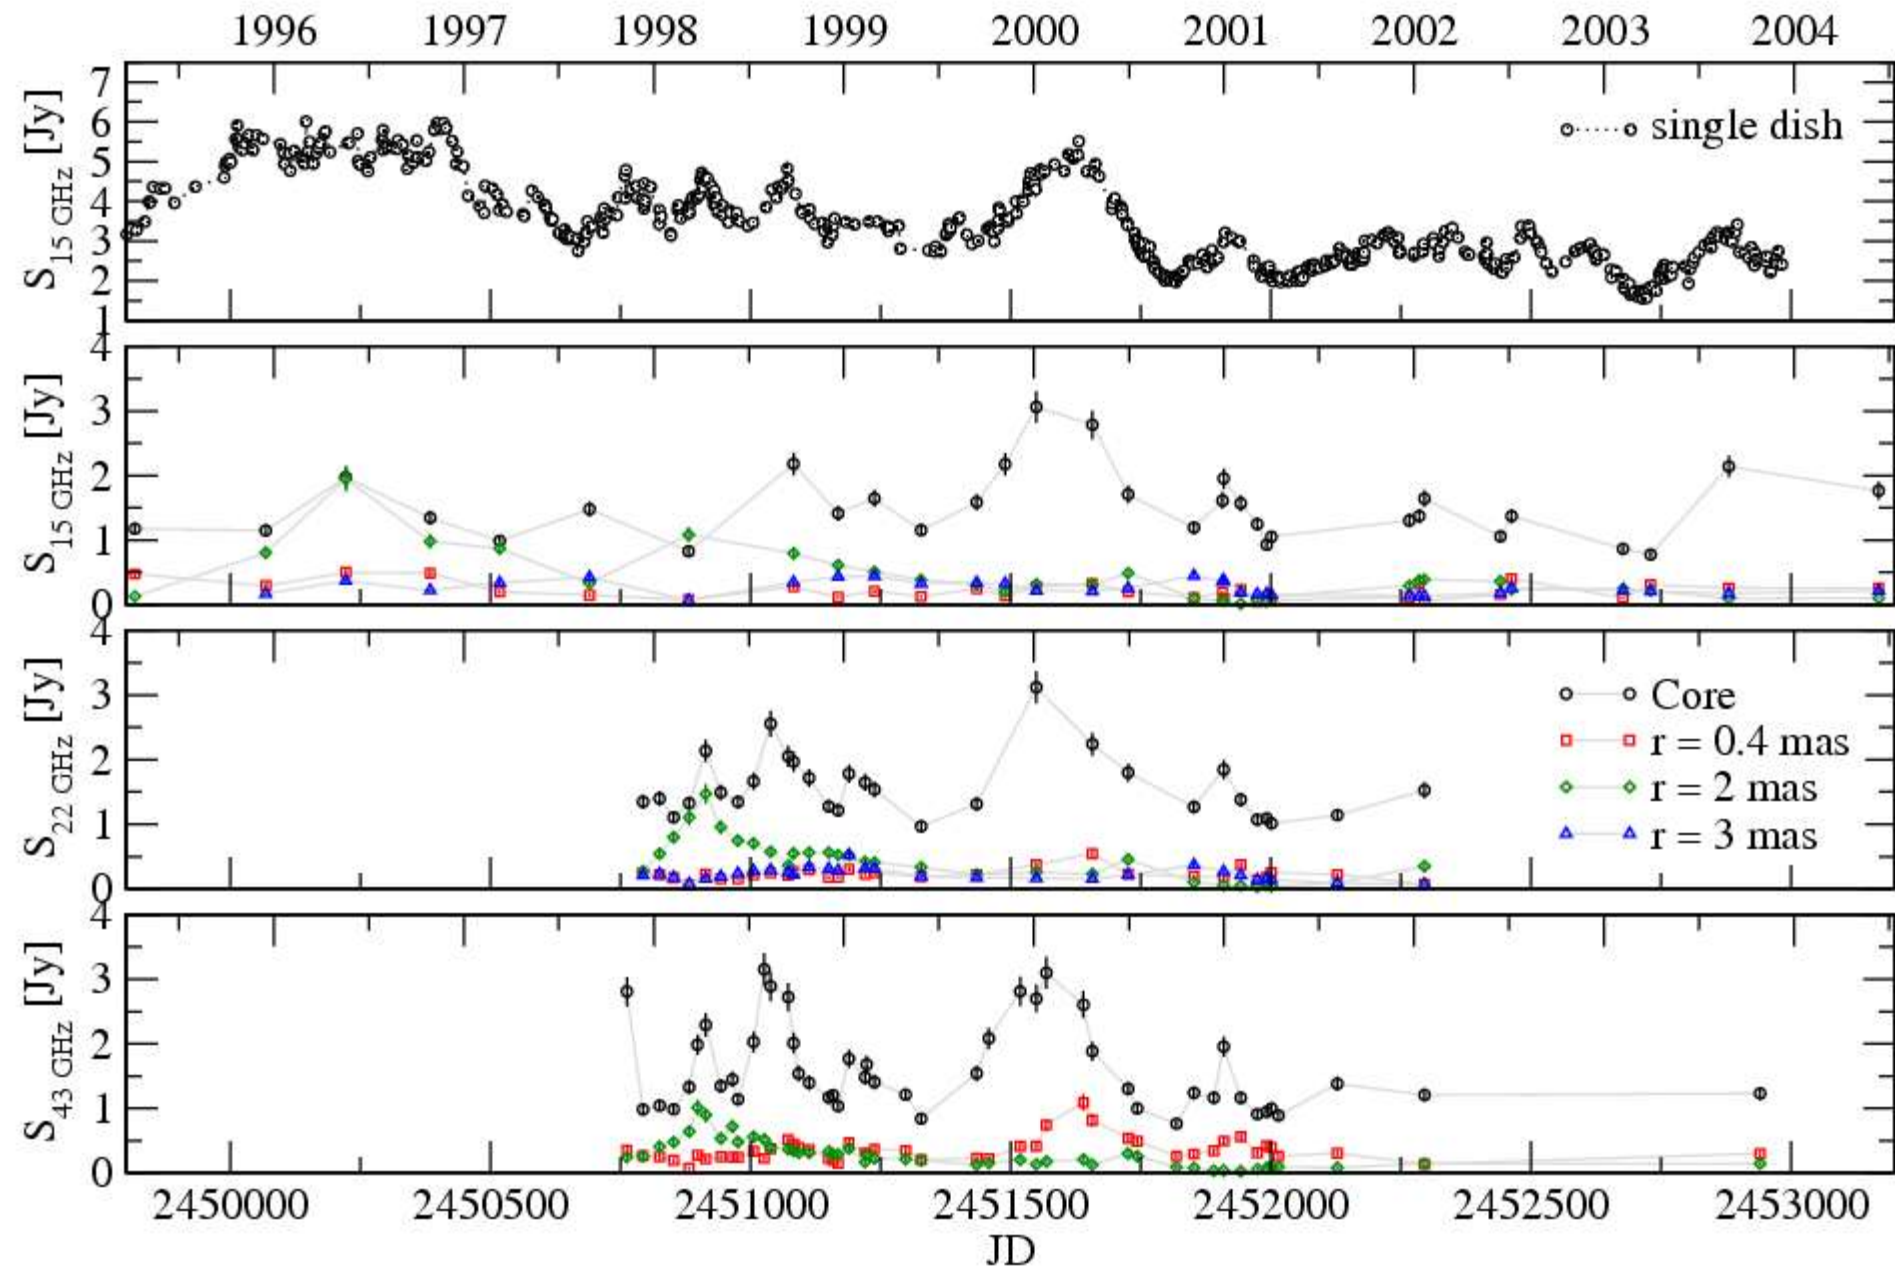 1996 1997 1998 1999 2000 2001 2002 2003 2004
S15 GHz [Jy]
7
6
5
4
3
2
1
single dish
S15 GHz [Jy]
4
3
2
1
0
S22 GHz [Jy]
4
3
2
1
0
Core
r = 0.4 mas
r = 2 mas
r = 3 mas
S43 GHz [Jy]
4
3
2
1
0
2450000 2450500 2451000 2451500 2452000 2452500 2453000
JD